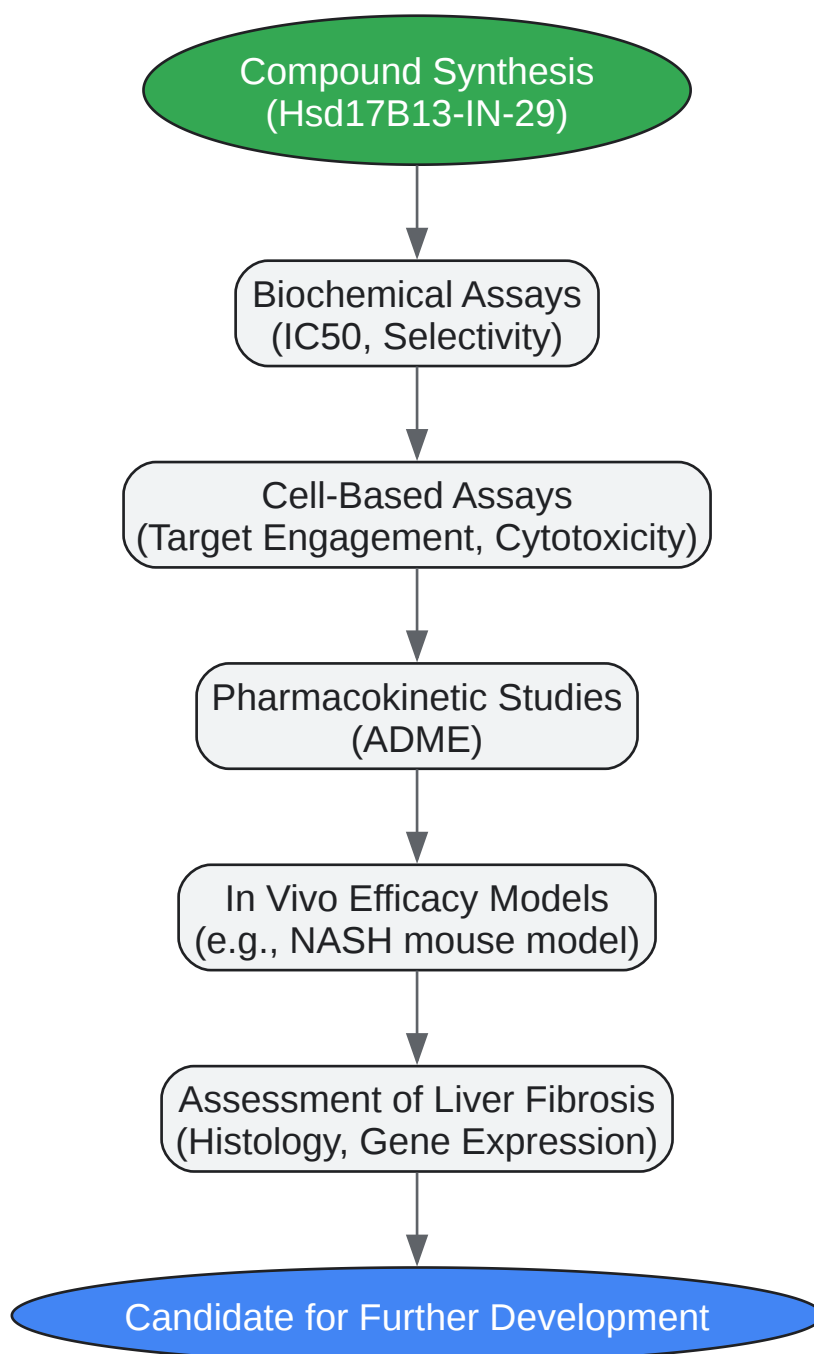 Compound Synthesis
(Hsd17B13-IN-29)
Biochemical Assays
(IC50, Selectivity)
Cell-Based Assays
(Target Engagement, Cytotoxicity)
Pharmacokinetic Studies
(ADME)
In Vivo Efficacy Models
(e.g., NASH mouse model)
Assessment of Liver Fibrosis
(Histology, Gene Expression)
Candidate for Further Development